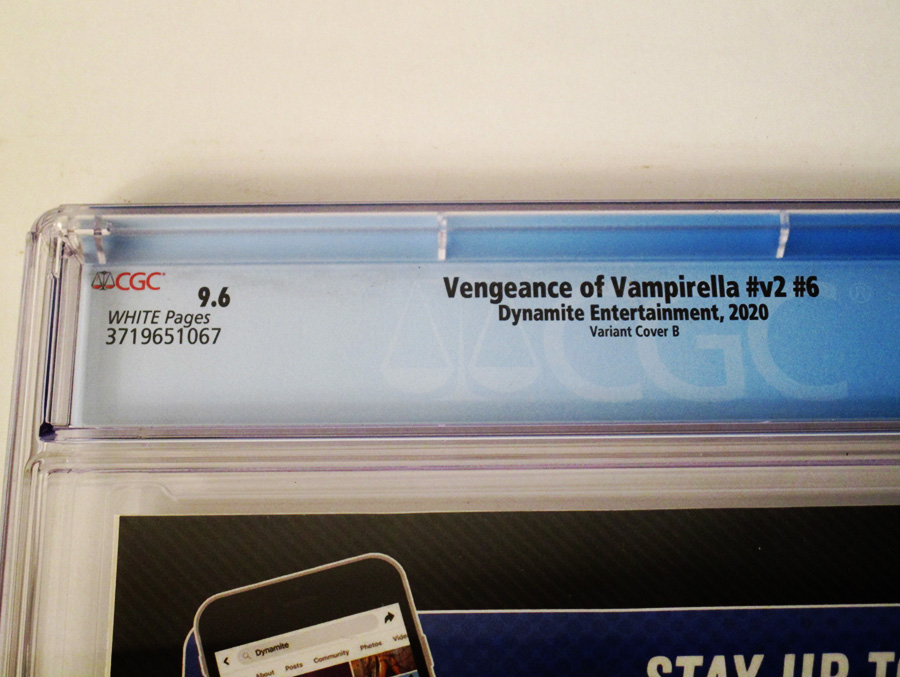 CGC
9.6
WHITE Pages
3719651067
Vengeance of Vampirella #v2 #6
Dynamite Entertainment, 2020
Variant Cover B
CGC®
Dynamite
About Posts Community Photos
STAY UP